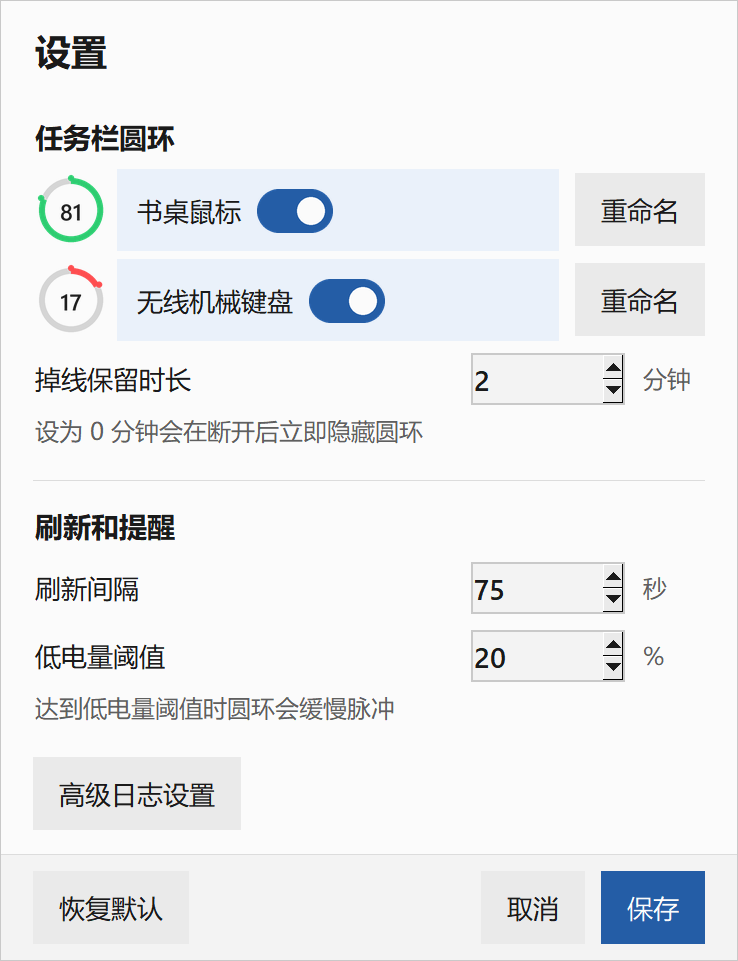 设置
任务栏圆环
81 书桌鼠标 重命名
17 无线机械键盘 重命名
掉线保留时长 2 分钟
设为 0 分钟会在断开后立即隐藏圆环
刷新和提醒
刷新间隔 75 秒
低电量阈值 20 %
达到低电量阈值时圆环会缓慢脉冲
高级日志设置
恢复默认 取消 保存